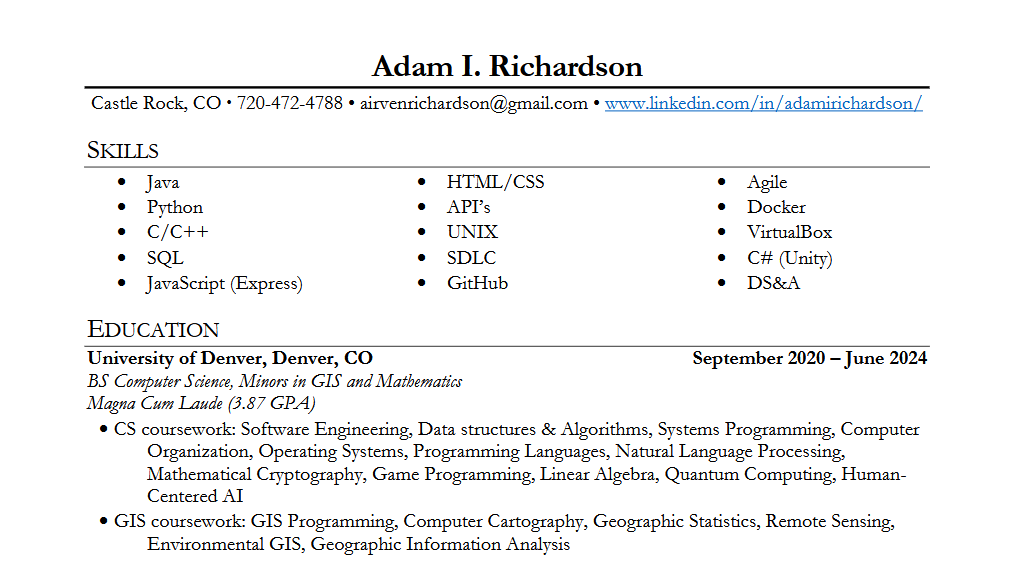 Adam I. Richardson
Castle Rock, CO • 720-472-4788 • airvenrichardson@gmail.com • www.linkedin.com/in/adamirichardson/
SKILLS
• Java
• Python
• C/C++
• SQL
• JavaScript (Express)
• HTML/CSS
• API's
• UNIX
• SDLC
• GitHub
• Agile
• Docker
• VirtualBox
• C# (Unity)
• DS&A
EDUCATION
University of Denver, Denver, CO September 2020 – June 2024
BS Computer Science, Minors in GIS and Mathematics
Magna Cum Laude (3.87 GPA)
• CS coursework: Software Engineering, Data structures & Algorithms, Systems Programming, Computer
Organization, Operating Systems, Programming Languages, Natural Language Processing,
Mathematical Cryptography, Game Programming, Linear Algebra, Quantum Computing, Human-
Centered AI
• GIS coursework: GIS Programming, Computer Cartography, Geographic Statistics, Remote Sensing,
Environmental GIS, Geographic Information Analysis